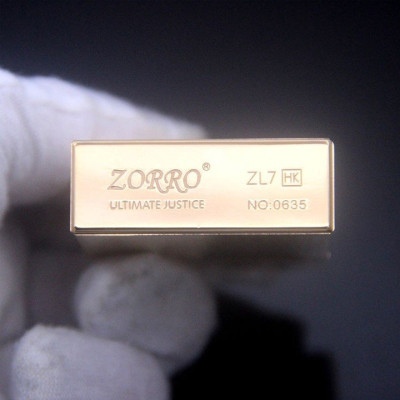 ZORRO® ZL7 HK
ULTIMATE JUSTICE NO:0635